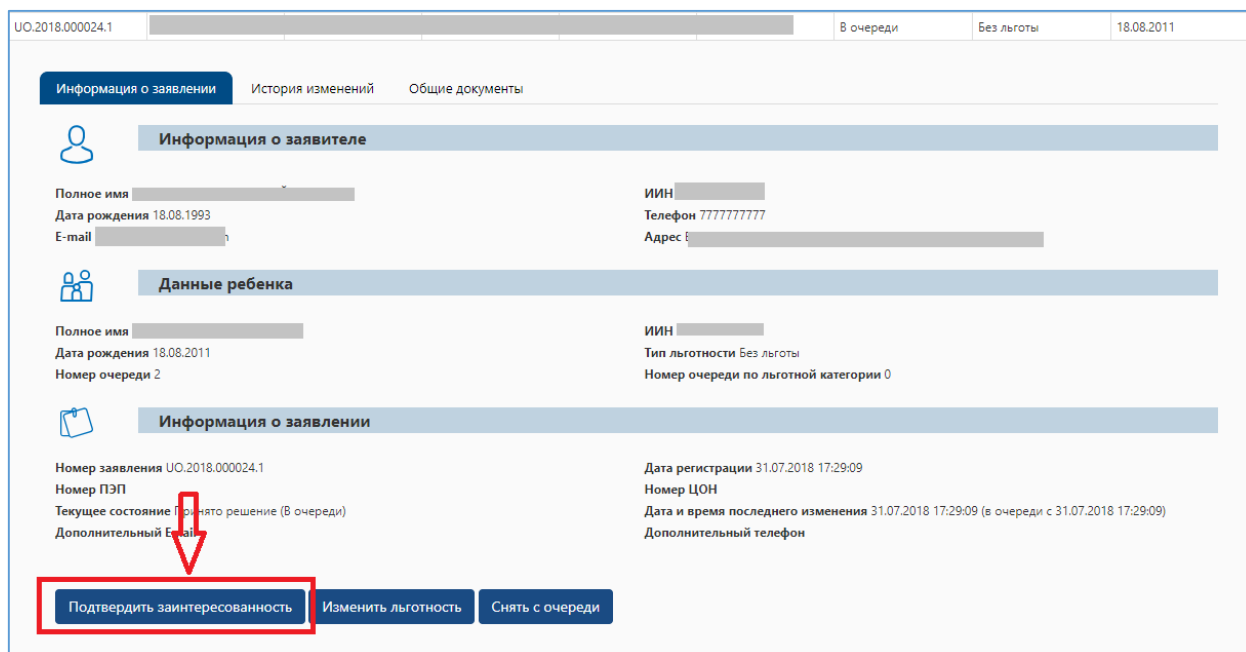 UO.2018.000024.1 В очереди Без льготы 18.08.2011
Информация о заявлении История изменений Общие документы
Информация о заявителе
Полное имя ИИН
Дата рождения 18.08.1993 Телефон 7777777777
E-mail Адрес
Данные ребенка
Полное имя ИИН
Дата рождения 18.08.2011 Тип льготности Без льготы
Номер очереди 2 Номер очереди по льготной категории 0
Информация о заявлении
Номер заявления UO.2018.000024.1 Дата регистрации 31.07.2018 17:29:09
Номер ПЭП Номер ЦОН
Текущее состояние Принято решение (В очереди) Дата и время последнего изменения 31.07.2018 17:29:09 (в очереди с 31.07.2018 17:29:09)
Дополнительный Email Дополнительный телефон
Подтвердить заинтересованность Изменить льготность Снять с очереди